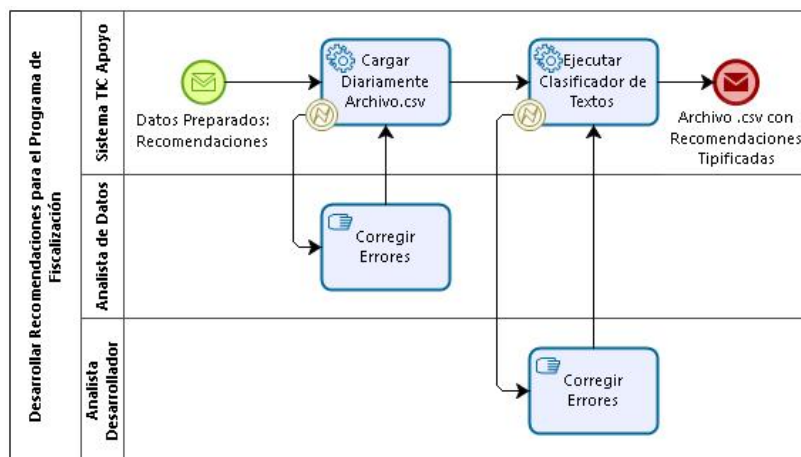 Desarrollar Recomendaciones para el Programa de
Fiscalización
Sistema TIC Apoyo
Datos Preparados:
Recomendaciones
Cargar
Diariamente
Archivo.csv
Ejecutar
Clasificador de
Textos
Archivo .csv con
Recomendaciones
Tipificadas
Analista de Datos
Corregir
Errores
Analista
Desarrollador
Corregir
Errores